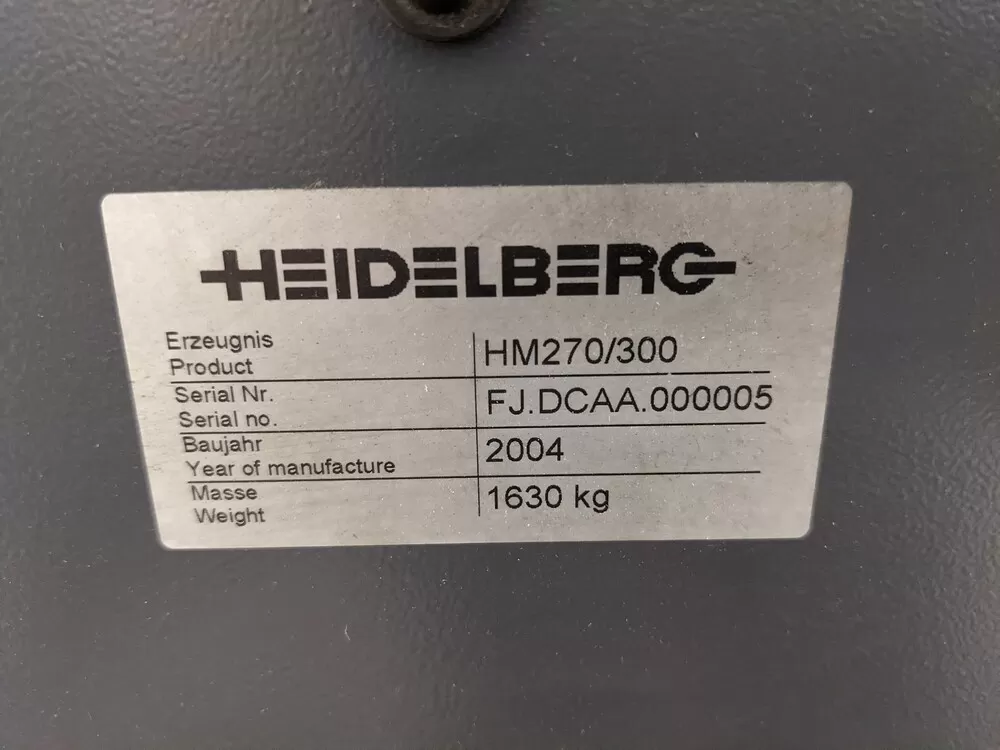 HEIDELBERG
Erzeugnis
Product
HM270/300
Serial Nr.
Serial no.
FJ.DCAA.000005
Baujahr
Year of manufacture
2004
Masse
Weight
1630 kg